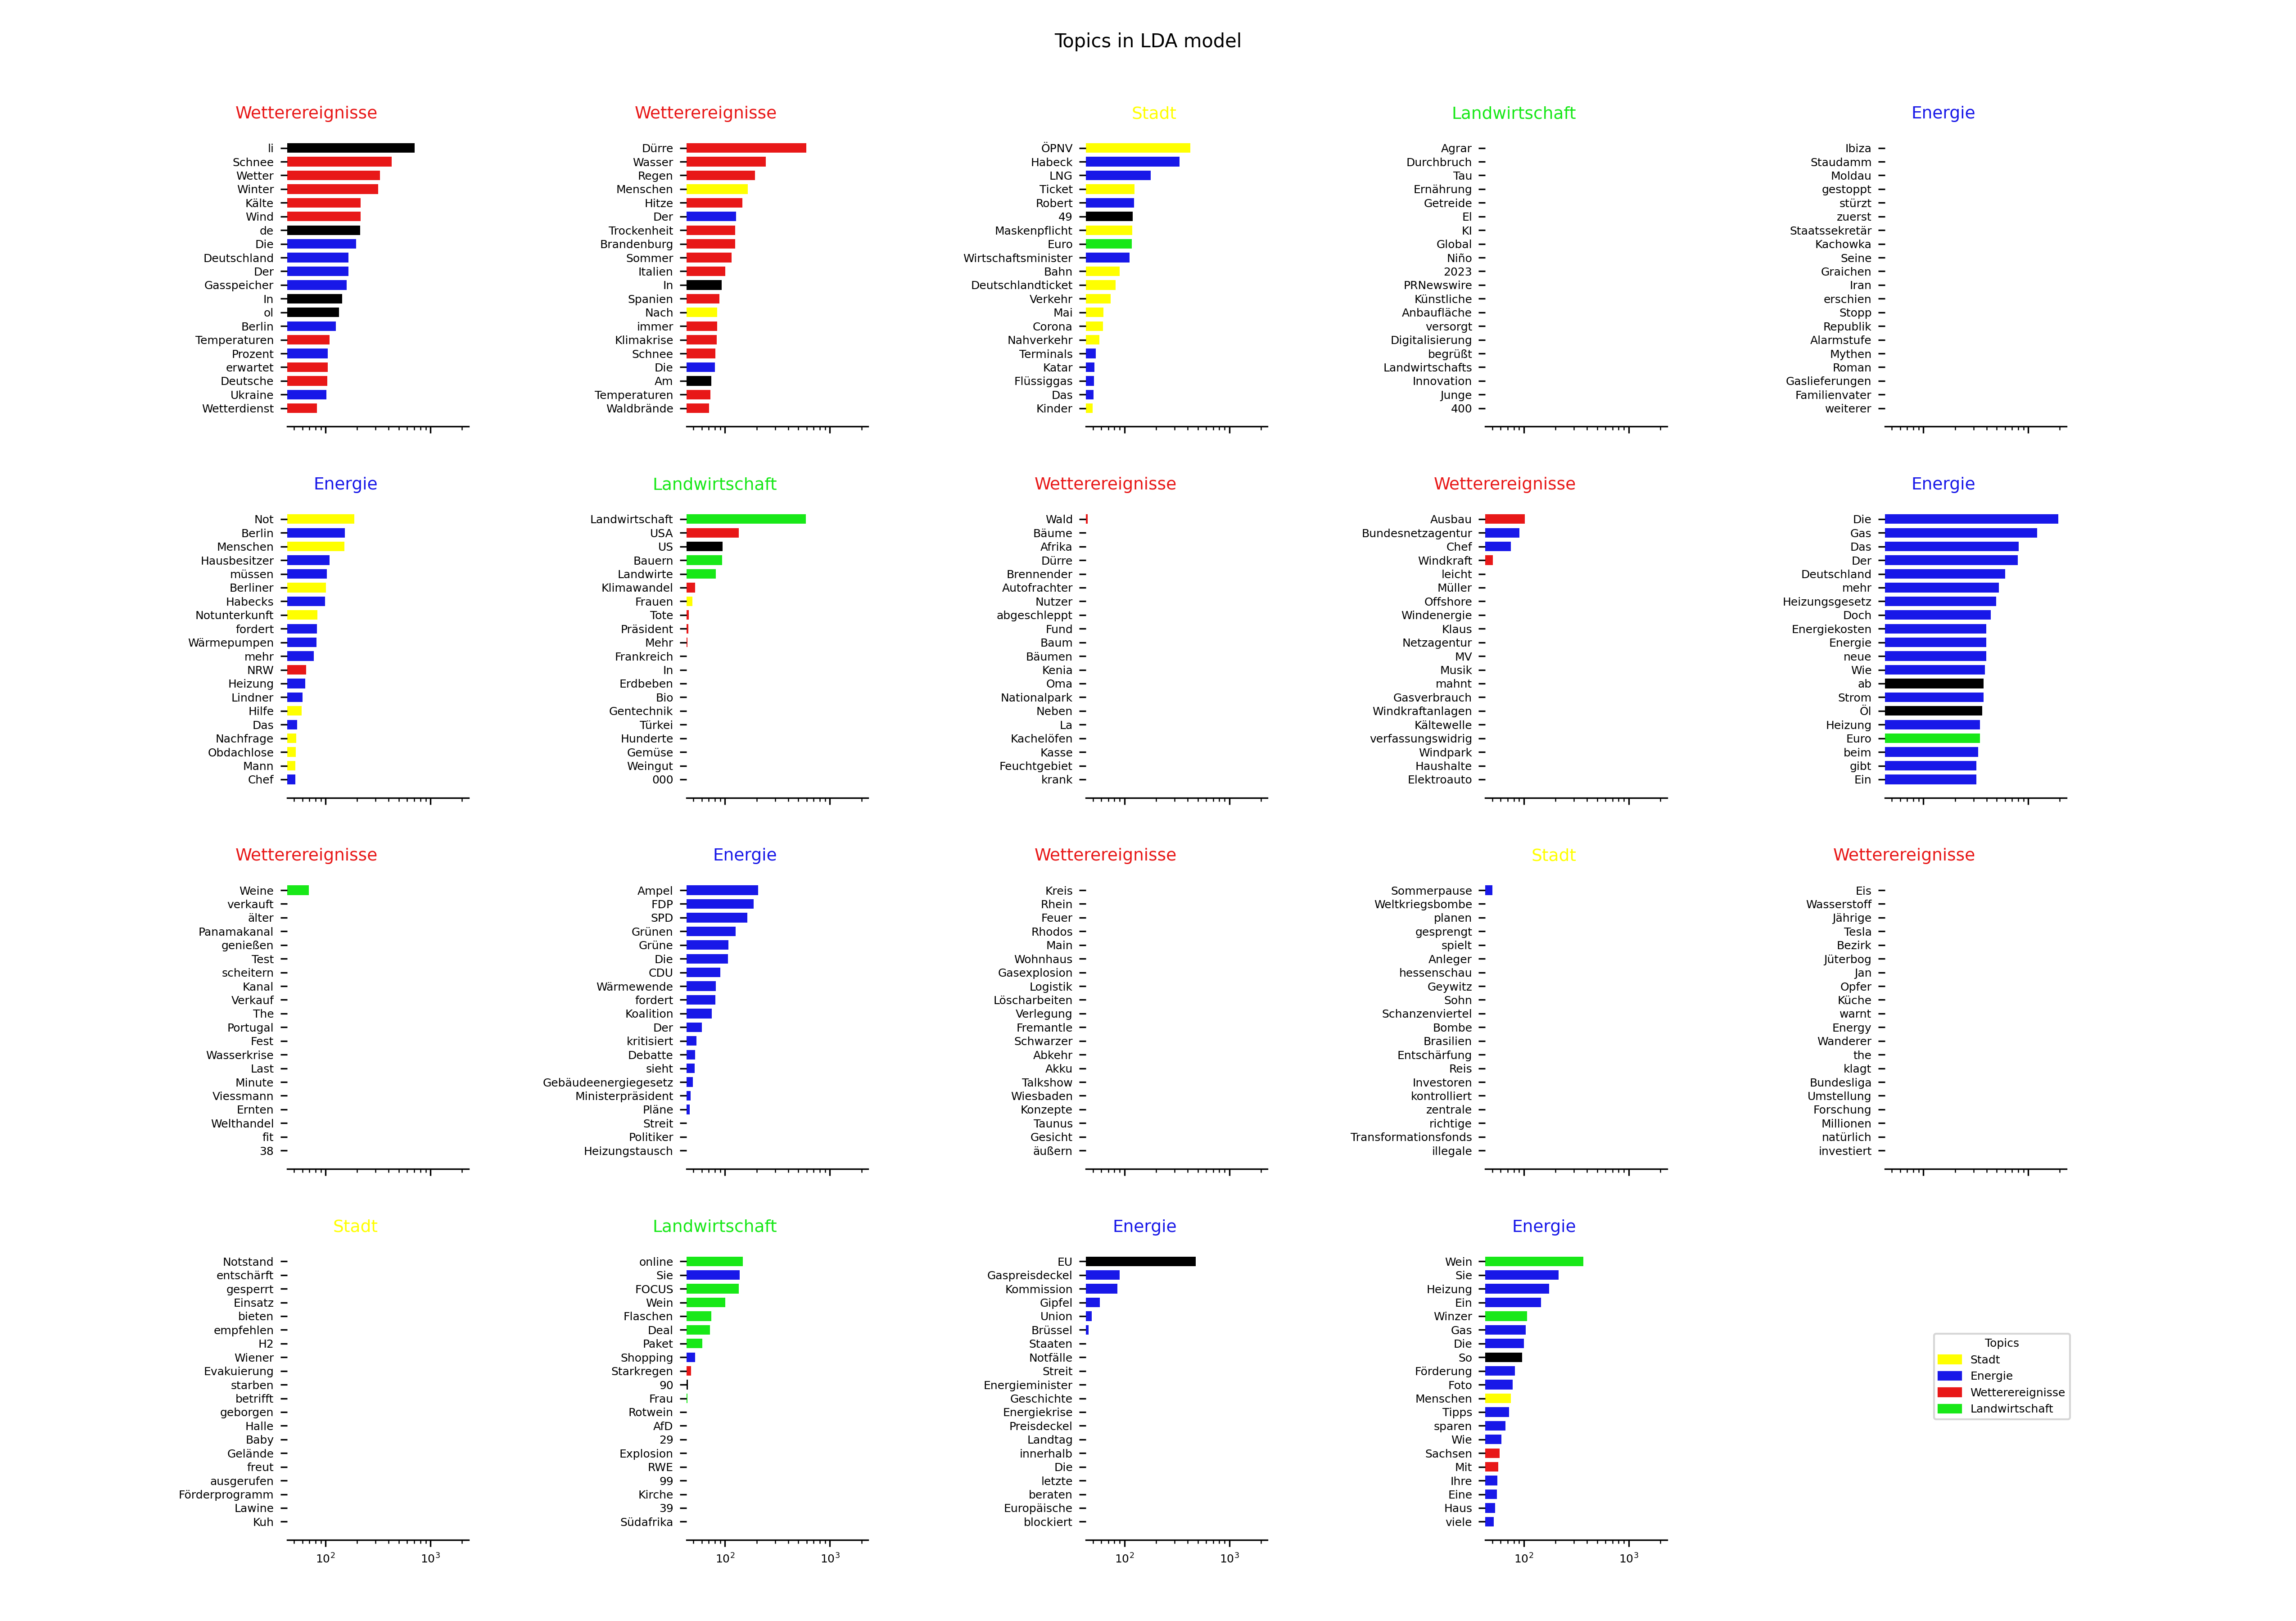 Topics in LDA model
Wetterereignisse
li
Schnee
Wetter
Winter
Kälte
Wind
de
Die
Deutschland
Der
Gasspeicher
In
ol
Berlin
Temperaturen
Prozent
erwartet
Deutsche
Ukraine
Wetterdienst
Wetterereignisse
Dürre
Wasser
Regen
Menschen
Hitze
Der
Trockenheit
Brandenburg
Sommer
Italien
In
Spanien
Nach
immer
Klimakrise
Schnee
Die
Am
Temperaturen
Waldbrände
Stadt
ÖPNV
Habeck
LNG
Ticket
Robert
49
Maskenpflicht
Euro
Wirtschaftsminister
Bahn
Deutschlandticket
Verkehr
Mai
Corona
Nahverkehr
Terminals
Katar
Flüssiggas
Das
Kinder
Landwirtschaft
Agrar
Durchbruch
Tau
Ernährung
Getreide
El
KI
Global
Niño
2023
PRNewswire
Künstliche
Anbaufläche
versorgt
Digitalisierung
begrüßt
Landwirtschafts
Innovation
Junge
400
Energie
Ibiza
Staudamm
Moldau
gestoppt
stürzt
zuerst
Staatssekretär
Kachowka
Seine
Graichen
Iran
erschien
Stopp
Republik
Alarmstufe
Mythen
Roman
Gaslieferungen
Familienvater
weiterer
Energie
Not
Berlin
Menschen
Hausbesitzer
müssen
Berliner
Habecks
Notunterkunft
fordert
Wärmepumpen
mehr
NRW
Heizung
Lindner
Hilfe
Das
Nachfrage
Obdachlose
Mann
Chef
Landwirtschaft
Landwirtschaft
USA
US
Bauern
Landwirte
Klimawandel
Frauen
Tote
Präsident
Mehr
Frankreich
In
Erdbeben
Bio
Gentechnik
Türkei
Hunderte
Gemüse
Weingut
000
Wetterereignisse
Wald
Bäume
Afrika
Dürre
Brennender
Autofrachter
Nutzer
abgeschleppt
Fund
Baum
Bäumen
Kenia
Oma
Nationalpark
Neben
La
Kachelöfen
Kasse
Feuchtgebiet
krank
Wetterereignisse
Ausbau
Bundesnetzagentur
Chef
Windkraft
leicht
Müller
Offshore
Windenergie
Klaus
Netzagentur
MV
Musik
mahnt
Gasverbrauch
Windkraftanlagen
Kältewelle
verfassungswidrig
Windpark
Haushalte
Elektroauto
Energie
Die
Gas
Das
Der
Deutschland
mehr
Heizungsgesetz
Doch
Energiekosten
Energie
neue
Wie
ab
Strom
Öl
Heizung
Euro
beim
gibt
Ein
Wetterereignisse
Weine
verkauft
älter
Panamakanal
genießen
Test
scheitern
Kanal
Verkauf
The
Portugal
Fest
Wasserkrise
Last
Minute
Viessmann
Ernten
Welthandel
fit
38
Energie
Ampel
FDP
SPD
Grünen
Grüne
Die
CDU
Wärmewende
fordert
Koalition
Der
kritisiert
Debatte
sieht
Gebäudeenergiegesetz
Ministerpräsident
Pläne
Streit
Politiker
Heizungstausch
Wetterereignisse
Kreis
Rhein
Feuer
Rhodos
Main
Wohnhaus
Gasexplosion
Logistik
Löscharbeiten
Verlegung
Fremantle
Schwarzer
Abkehr
Akku
Talkshow
Wiesbaden
Konzepte
Taunus
Gesicht
äußern
Stadt
Sommerpause
Weltkriegsbombe
planen
gesprengt
spielt
Anleger
hessenschau
Geywitz
Sohn
Schanzenviertel
Bombe
Brasilien
Entschärfung
Reis
Investoren
kontrolliert
zentrale
richtige
Transformationsfonds
illegale
Wetterereignisse
Eis
Wasserstoff
Jährige
Tesla
Bezirk
Jüterbog
Jan
Opfer
Küche
warnt
Energy
Wanderer
the
klagt
Bundesliga
Umstellung
Forschung
Millionen
natürlich
investiert
Stadt
Notstand
entschärft
gesperrt
Einsatz
bieten
empfehlen
H2
Wiener
Evakuierung
starben
betrifft
geborgen
Halle
Baby
Gelände
freut
ausgerufen
Förderprogramm
Lawine
Kuh
10²
10³
Landwirtschaft
online
Sie
FOCUS
Wein
Flaschen
Deal
Paket
Shopping
Starkregen
90
Frau
Rotwein
AfD
29
Explosion
RWE
99
Kirche
39
Südafrika
10²
10³
Energie
EU
Gaspreisdeckel
Kommission
Gipfel
Union
Brüssel
Staaten
Notfälle
Streit
Energieminister
Geschichte
Energiekrise
Preisdeckel
Landtag
innerhalb
Die
letzte
beraten
Europäische
blockiert
10²
10³
Energie
Wein
Sie
Heizung
Ein
Winzer
Gas
Die
So
Förderung
Foto
Menschen
Tipps
sparen
Wie
Sachsen
Mit
Ihre
Eine
Haus
viele
10²
10³
Topics
Stadt
Energie
Wetterereignisse
Landwirtschaft